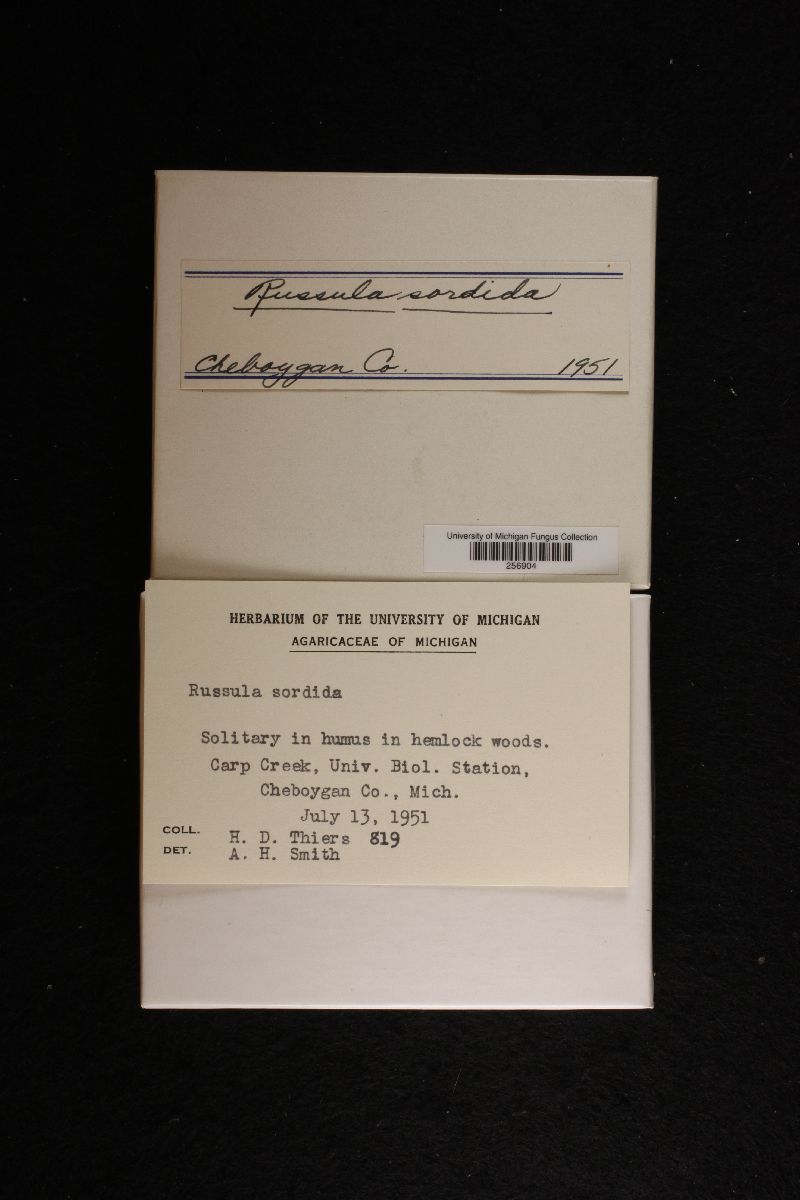 Russula sordida
Cheboygan Co. 1951
University of Michigan Fungus Collection
256904
HERBARIUM OF THE UNIVERSITY OF MICHIGAN
AGARICACEAE OF MICHIGAN
Russula sordida
Solitary in humus in hemlock woods.
Carp Creek, Univ. Biol. Station,
Cheboygan Co., Mich.
July 13, 1951
COLL. H. D. Thiers 819
DET. A. H. Smith